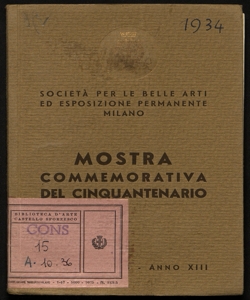 1934
SOCIETÀ PER LE BELLE ARTI
ED ESPOSIZIONE PERMANENTE
MILANO
MOSTRA
COMMEMORATIVA
DEL CINQUANTENARIO
BIBLIOTECA D'ARTE
CASTELLO SFORZESCO
CONS
15
A-10.36
ANNO XIII